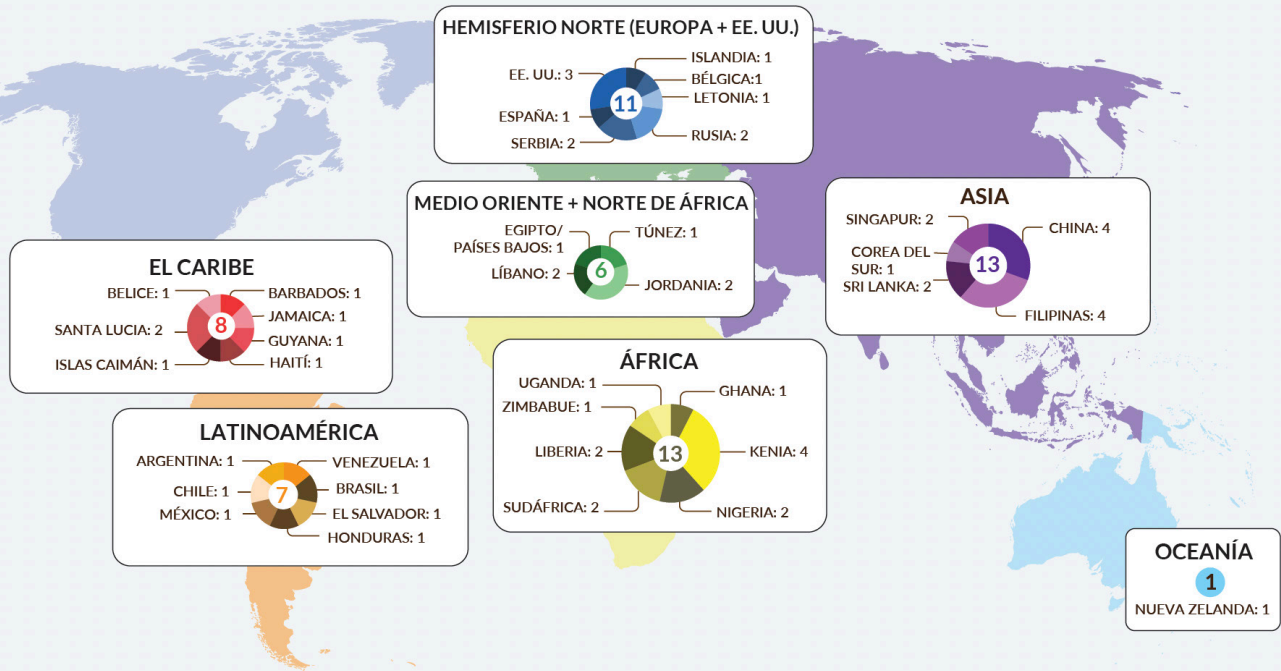 HEMISFERIO NORTE (EUROPA + EE. UU.)
EE. UU.: 3
ISLANDIA: 1
BÉLGICA:1
LETONIA: 1
11
ESPAÑA: 1
SERBIA: 2
RUSIA: 2
MEDIO ORIENTE + NORTE DE ÁFRICA
EGIPTO/
PAÍSES BAJOS: 1
TÚNEZ: 1
LÍBANO: 2
6
JORDANIA: 2
ASIA
SINGAPUR: 2
CHINA: 4
COREA DEL
SUR: 1
13
SRI LANKA: 2
FILIPINAS: 4
EL CARIBE
BELICE: 1
BARBADOS: 1
JAMAICA: 1
SANTA LUCIA: 2
8
GUYANA: 1
ISLAS CAIMÁN: 1
HAITÍ: 1
ÁFRICA
UGANDA: 1
GHANA: 1
ZIMBABUE: 1
LIBERIA: 2
13
KENIA: 4
SUDÁFRICA: 2
NIGERIA: 2
LATINOAMÉRICA
ARGENTINA: 1
VENEZUELA: 1
CHILE: 1
7
BRASIL: 1
MÉXICO: 1
EL SALVADOR: 1
HONDURAS: 1
OCEANÍA
1
NUEVA ZELANDA: 1